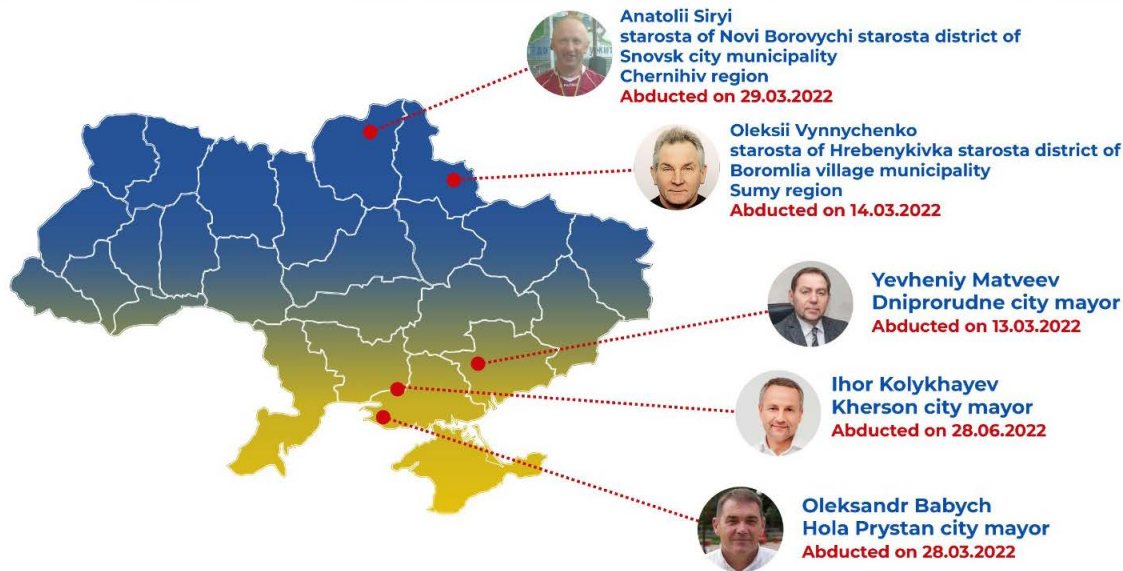 Anatolii Siryi
starosta of Novi Borovychi starosta district of
Snovsk city municipality
Chernihiv region
Abducted on 29.03.2022
Oleksii Vynnychenko
starosta of Hrebenykivka starosta district of
Boromlia village municipality
Sumy region
Abducted on 14.03.2022
Yevheniy Matveev
Dniprorudne city mayor
Abducted on 13.03.2022
Ihor Kolykhayev
Kherson city mayor
Abducted on 28.06.2022
Oleksandr Babych
Hola Prystan city mayor
Abducted on 28.03.2022